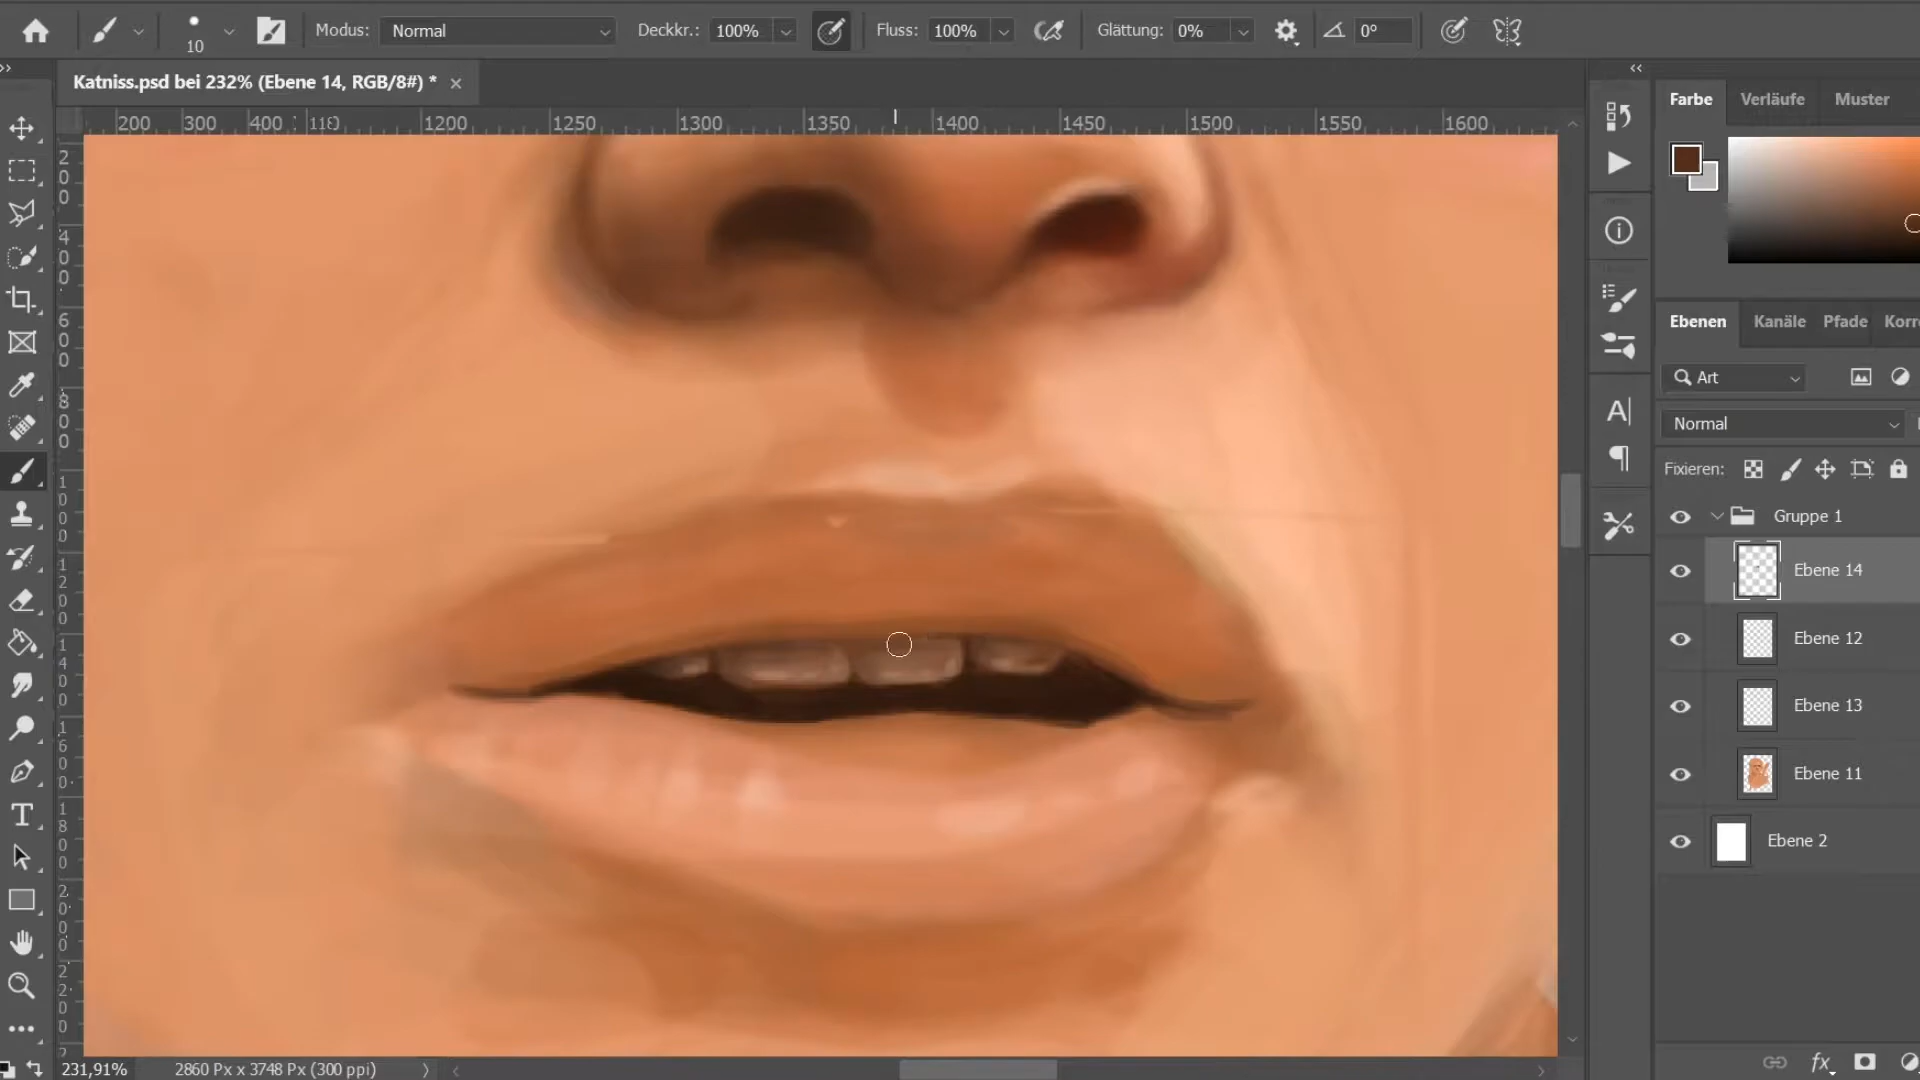 10 Modus: Normal Deckkr.: 100% Fluss: 100% Glättung: 0% 0°
Katniss.psd bei 232% (Ebene 14, RGB/8#) *
200 300 400 1200 1250 1300 1350 1400 1450 1500 1550 1600
Farbe Verläufe Muster
Ebenen Kanäle Pfade Korre
Art
Normal
Fixieren:
Gruppe 1
Ebene 14
Ebene 12
Ebene 13
Ebene 11
Ebene 2
231,91% 2860 Px x 3748 Px (300 ppi)